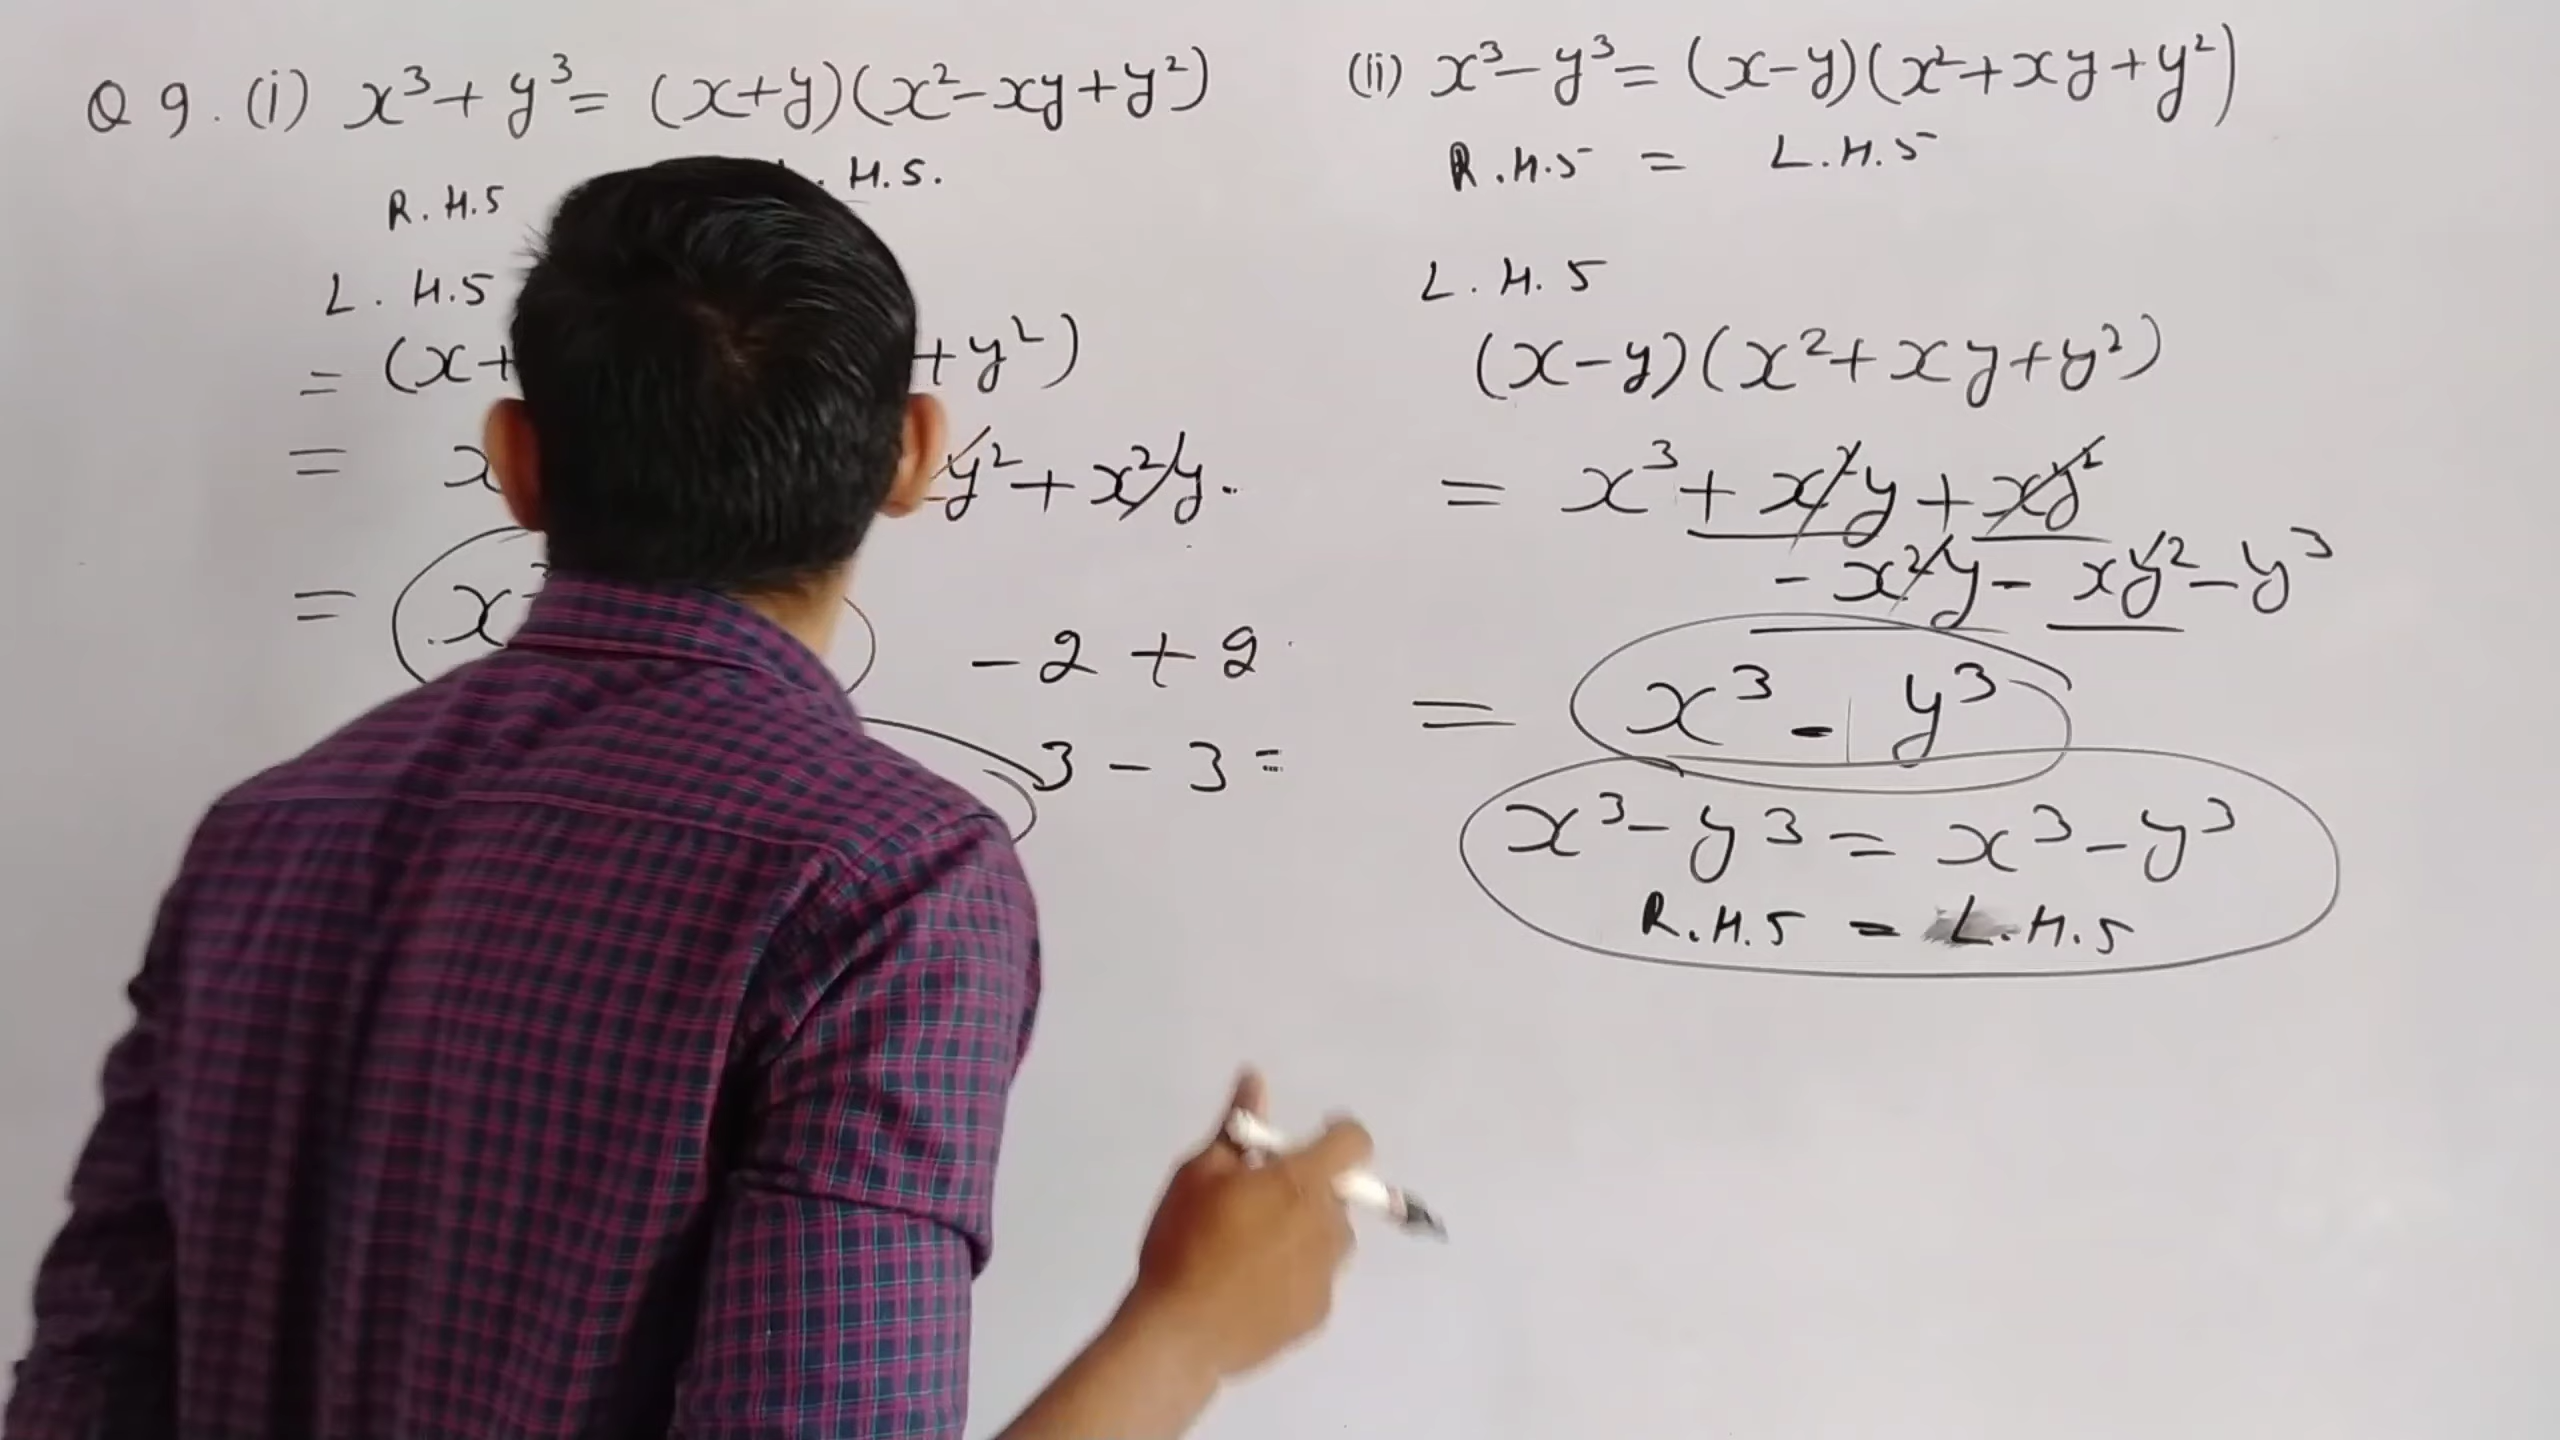 Q 9. (i) x³ + y³ = (x+y)(x² - xy + y²)
R.H.S H.S.
L.H.S
= (x+ + y²)
= x y² + x²y.
= x³
- 2 + 2
3 - 3 =
(ii) x³ - y³ = (x-y)(x² + xy + y²)
R.H.S = L.H.S
L.H.S
(x-y)(x² + xy + y²)
= x³ + x²y + xy²
- x²y - xy² - y³
= x³ - y³
x³ - y³ = x³ - y³
R.H.S = L.H.S